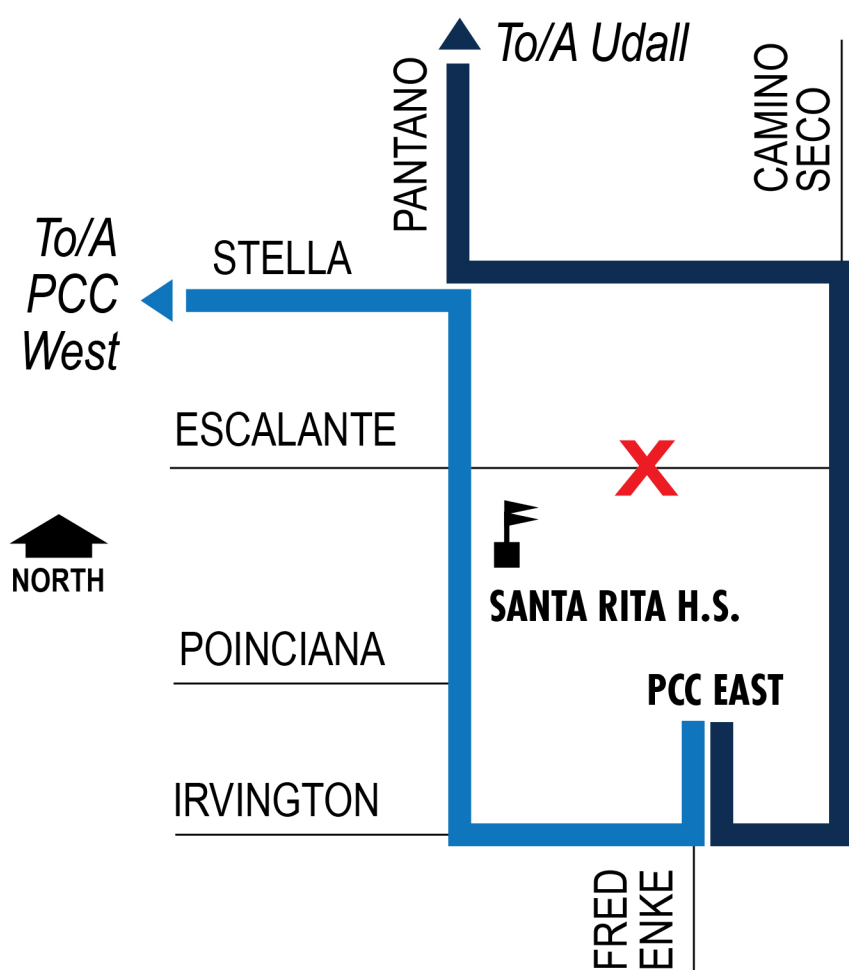 To/A Udall
PANTANO
CAMINO
SECO
To/A
PCC
West
STELLA
ESCALANTE
X
NORTH
SANTA RITA H.S.
POINCIANA
PCC EAST
IRVINGTON
FRED
ENKE